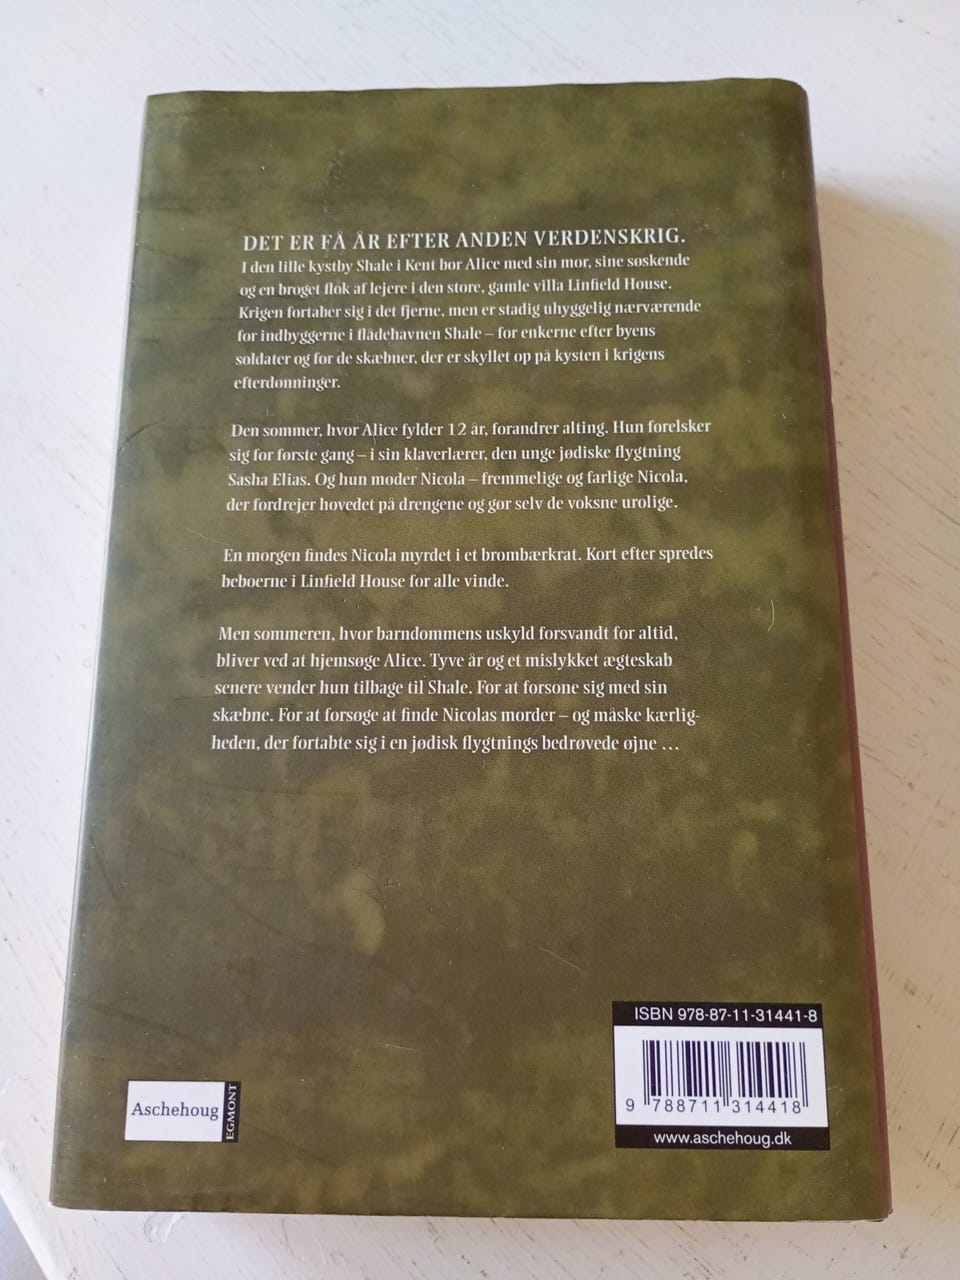 DET ER FÅ ÅR EFTER ANDEN VERDENSKRIG.
I den lille kystby Shale i Kent bor Alice med sin mor, sine søskende
og en broget flok af lejere i den store, gamle villa Linfield House.
Krigen fortaber sig i det fjerne, men er stadig uhyggelig nærværende
for indbyggerne i flådehavnen Shale – for enkerne efter byens
soldater og for de skæbner, der er skyllet op på kysten i krigens
efterdønninger.
Den sommer, hvor Alice fylder 12 år, forandrer alting. Hun forelsker
sig for første gang – i sin klaverlærer, den unge jødiske flygtning
Sasha Elias. Og hun møder Nicola – fremmelige og farlige Nicola,
der fordrejer hovedet på drengene og gør selv de voksne urolige.
En morgen findes Nicola myrdet i et brombærkrat. Kort efter spredes
beboerne i Linfield House for alle vinde.
Men sommeren, hvor barndommens uskyld forsvandt for altid,
bliver ved at hjemsøge Alice. Tyve år og et mislykket ægteskab
senere vender hun tilbage til Shale. For at forsone sig med sin
skæbne. For at forsøge at finde Nicolas morder – og måske kærlig-
heden, der fortabte sig i en jødisk flygtnings bedrøvede øjne ...
ISBN 978-87-11-31441-8
9 788711 314418
www.aschehoug.dk
Aschehoug
EGMONT